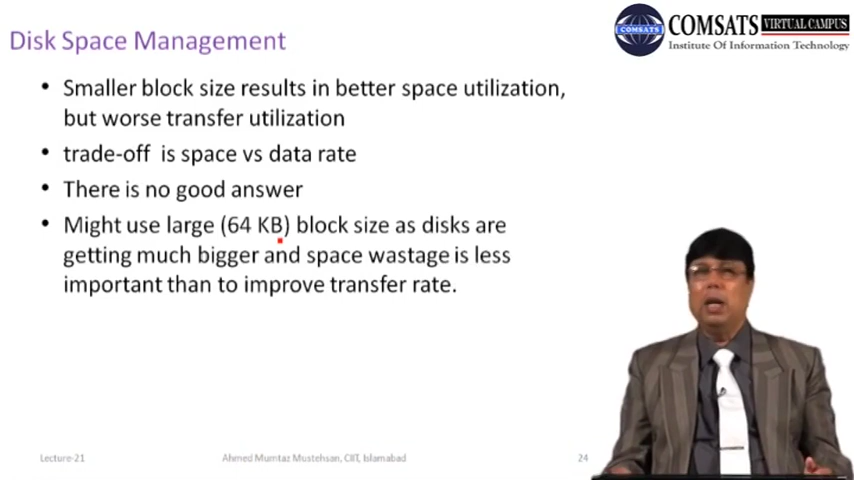 Disk Space Management
COMSATS VIRTUAL CAMPUS
COMSATS
Institute Of Information Technology
• Smaller block size results in better space utilization,
but worse transfer utilization
• trade-off is space vs data rate
• There is no good answer
• Might use large (64 KB) block size as disks are
getting much bigger and space wastage is less
important than to improve transfer rate.
Lecture-21
Ahmed Mumtaz Mustehsan, CIIT, Islamabad
24